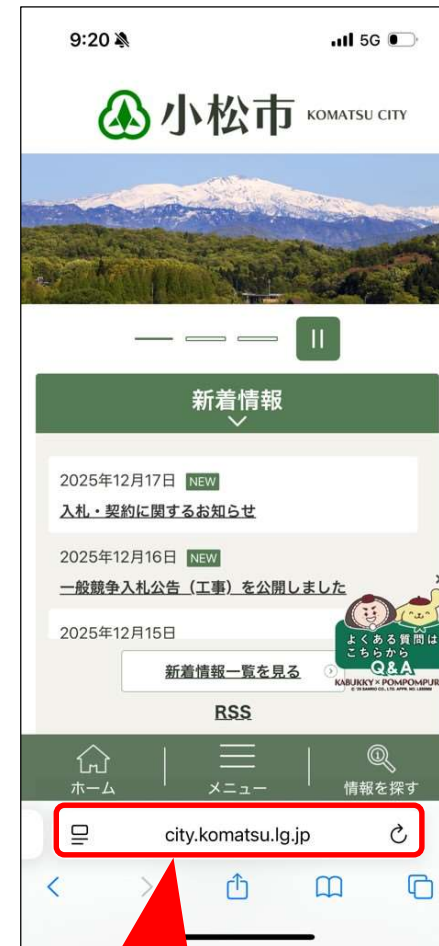 9:20
5G
小松市 KOMATSU CITY
新着情報
2025年12月17日 NEW
入札・契約に関するお知らせ
2025年12月16日 NEW
一般競争入札公告（工事）を公開しました
2025年12月15日
よくある質問は
こちらから
Q&A
KABUKKY×POMPOMPUR
新着情報一覧を見る
RSS
ホーム
メニュー
情報を探す
city.komatsu.lg.jp